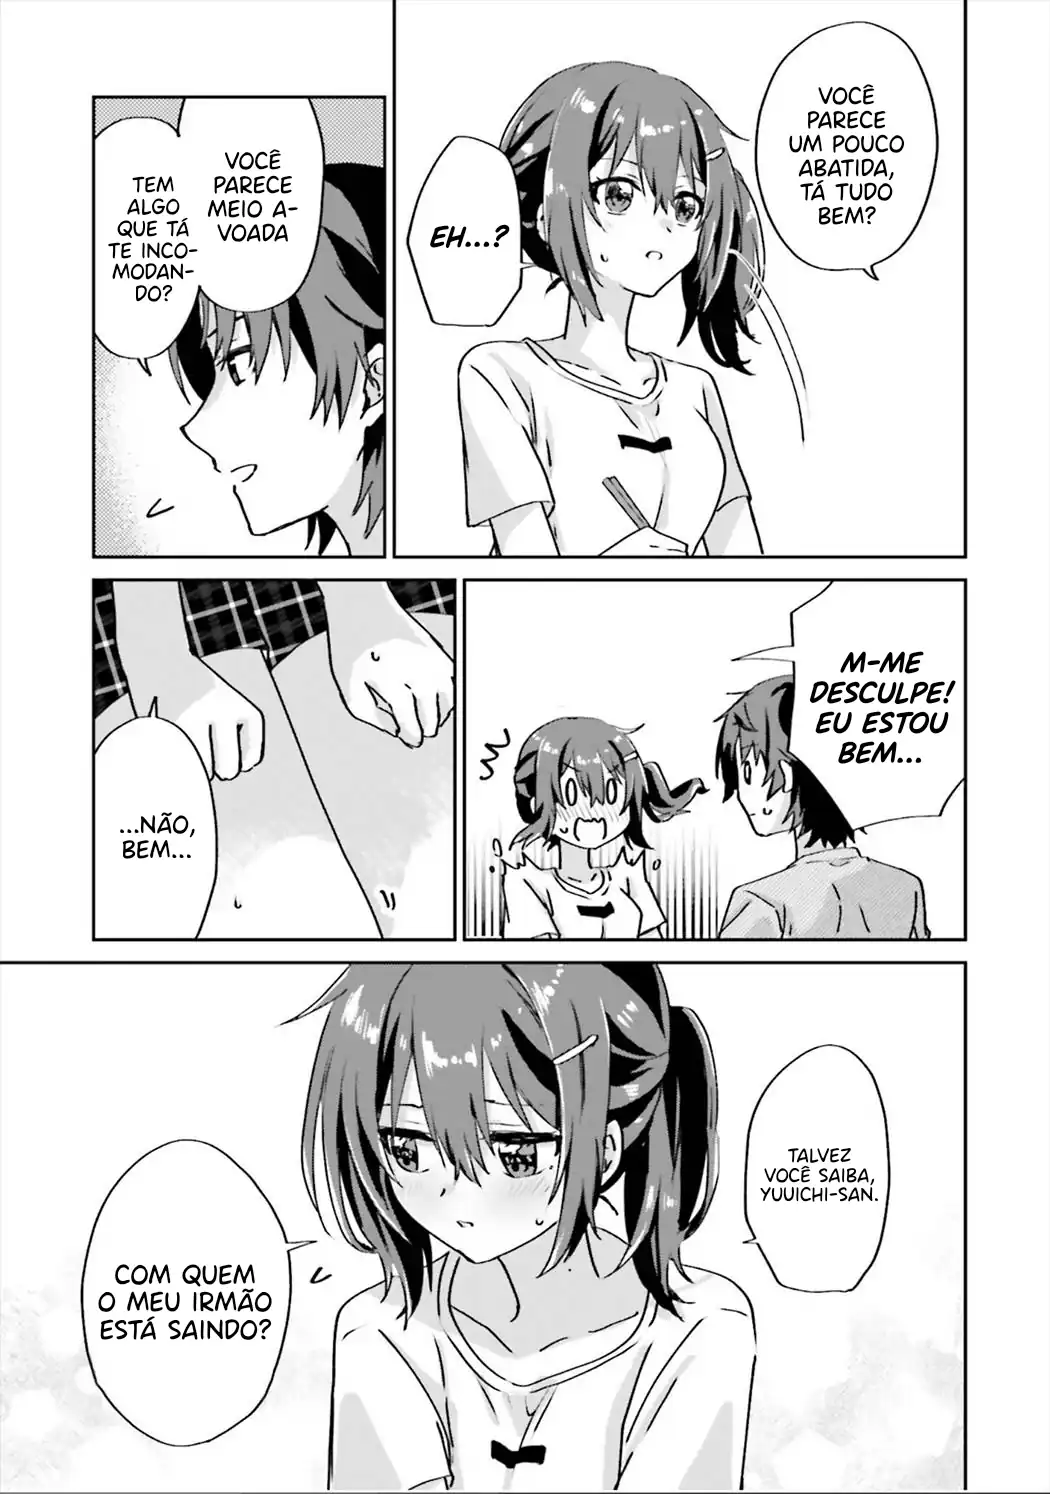 VOCÊ
PARECE
UM POUCO
ABATIDA,
TÁ TUDO
BEM?
EH...?
VOCÊ
PARECE
MEIO A-
VOADA
TEM
ALGO
QUE TÁ
TE INCO-
MODAN-
DO?
M-ME
DESCULPE!
EU ESTOU
BEM...
...NÃO,
BEM...
TALVEZ
VOCÊ SAIBA,
YUUICHI-SAN.
COM QUEM
O MEU IRMÃO
ESTÁ SAINDO?